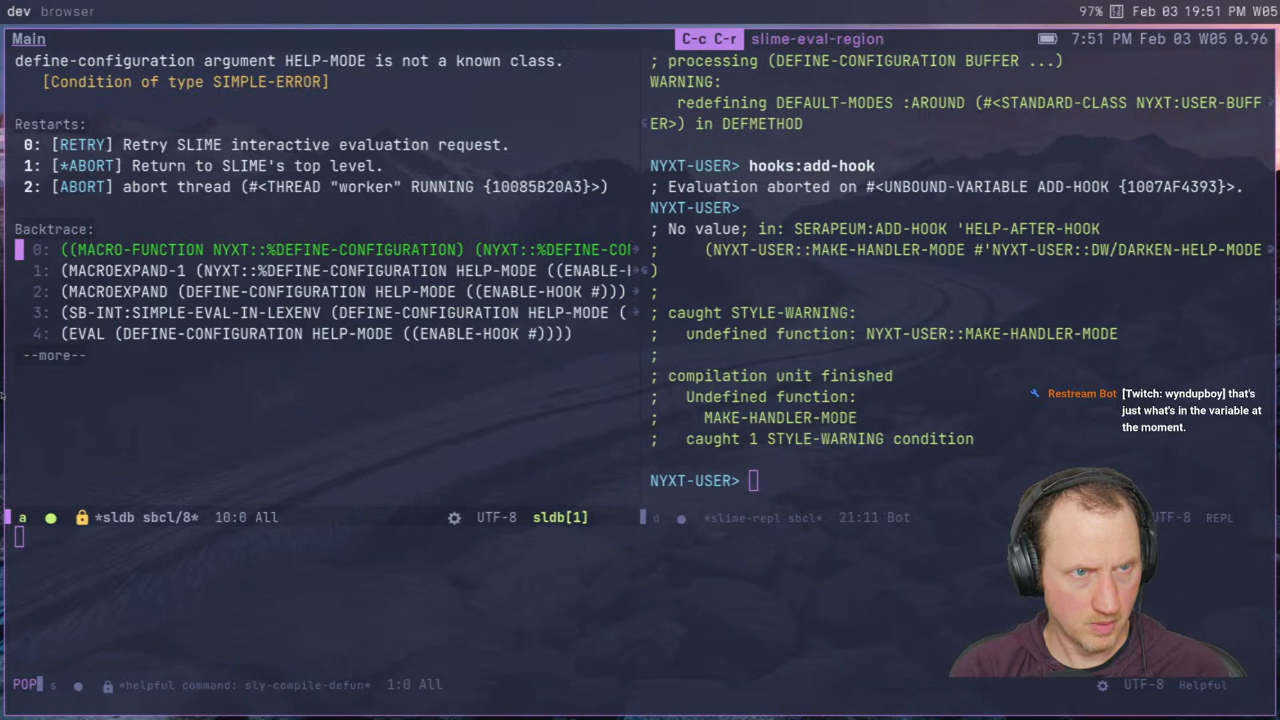 dev browser
97% Feb 03 19:51 PM W05
Main
C-c C-r slime-eval-region
7:51 PM Feb 03 W05 0.96
define-configuration argument HELP-MODE is not a known class.
[Condition of type SIMPLE-ERROR]
Restarts:
0: [RETRY] Retry SLIME interactive evaluation request.
1: [*ABORT] Return to SLIME's top level.
2: [ABORT] abort thread (#<THREAD "worker" RUNNING {10085B20A3}>)
Backtrace:
0: ((MACRO-FUNCTION NYXT::%DEFINE-CONFIGURATION) (NYXT::%DEFINE-CON
1: (MACROEXPAND-1 (NYXT::%DEFINE-CONFIGURATION HELP-MODE ((ENABLE-H
2: (MACROEXPAND (DEFINE-CONFIGURATION HELP-MODE ((ENABLE-HOOK #)))
3: (SB-INT:SIMPLE-EVAL-IN-LEXENV (DEFINE-CONFIGURATION HELP-MODE (
4: (EVAL (DEFINE-CONFIGURATION HELP-MODE ((ENABLE-HOOK #))))
--more--
; processing (DEFINE-CONFIGURATION BUFFER ...)
WARNING:
redefining DEFAULT-MODES :AROUND (#<STANDARD-CLASS NYXT:USER-BUFF
ER>) in DEFMETHOD
NYXT-USER> hooks:add-hook
; Evaluation aborted on #<UNBOUND-VARIABLE ADD-HOOK {1007AF4393}>.
NYXT-USER>
; No value; in: SERAPEUM:ADD-HOOK 'HELP-AFTER-HOOK
; (NYXT-USER::MAKE-HANDLER-MODE #'NYXT-USER::DW/DARKEN-HELP-MODE
)
;
; caught STYLE-WARNING:
; undefined function: NYXT-USER::MAKE-HANDLER-MODE
;
; compilation unit finished
; Undefined function:
; MAKE-HANDLER-MODE
; caught 1 STYLE-WARNING condition
NYXT-USER>
Restream Bot [Twitch: wyndupboy] that's
just what's in the variable at
the moment.
a *sldb sbcl/8* 10:0 All UTF-8 sldb[1]
d *slime-repl sbcl* 21:11 Bot UTF-8 REPL
POP s *helpful command: sly-compile-defun* 1:0 All UTF-8 Helpful